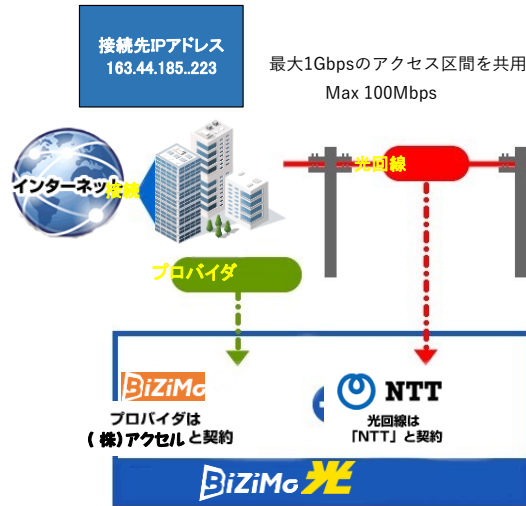 接続先IPアドレス
163.44.185..223
最大1Gbpsのアクセス区間を共用
Max 100Mbps
インターネット
接続
光回線
プロバイダ
BiZiMo
プロバイダは
(株)アクセルと契約
NTT
光回線は
「NTT」と契約
BiZiMo光